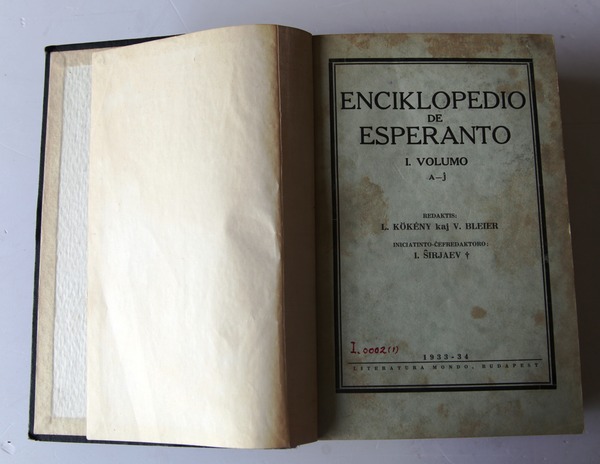 ENCIKLOPEDIO
DE
ESPERANTO
I. VOLUMO
A—j
REDAKTIS:
L. KÖKÉNY kaj V. BLEIER
INICIATINTO-ĈEFREDAKTORO:
I. ŜIRJAEV †
I.0002(1)
1933-34
LITERATURA MONDO, BUDAPEST